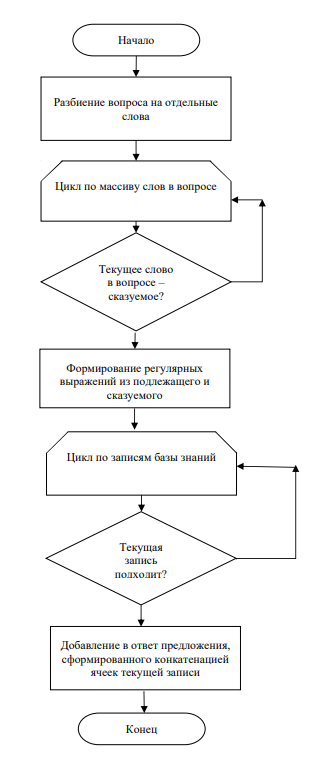 Начало
Разбиение вопроса на отдельные
слова
Цикл по массиву слов в вопросе
Текущее слово
в вопросе –
сказуемое?
Формирование регулярных
выражений из подлежащего и
сказуемого
Цикл по записям базы знаний
Текущая
запись
полхолит?
Добавление в ответ предложения,
сформированного конкатенацией
ячеек текущей записи
Конец